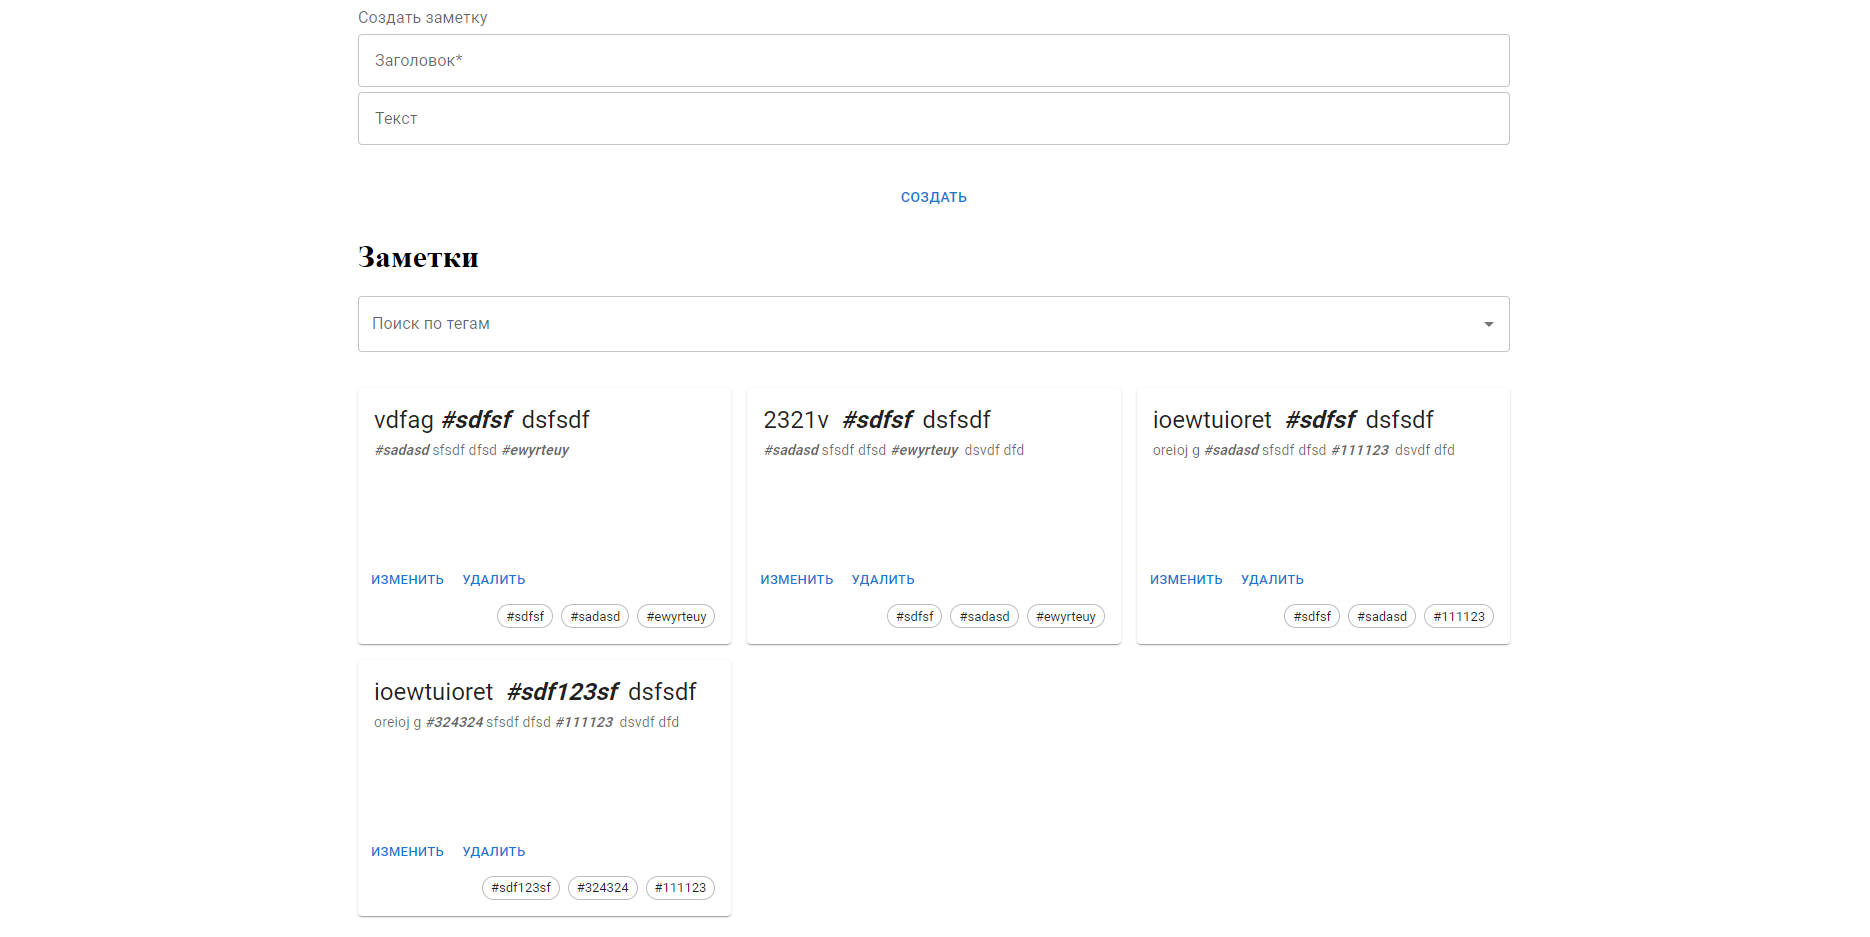 Создать заметку
Заголовок*
Текст
СОЗДАТЬ
Заметки
Поиск по тегам
vdfag #sdfsf dsfsdf
#sadasd sfsdf dfsd #ewyrteuy
ИЗМЕНИТЬ УДАЛИТЬ
#sdfsf #sadasd #ewyrteuy
2321v #sdfsf dsfsdf
#sadasd sfsdf dfsd #ewyrteuy dsvdf dfd
ИЗМЕНИТЬ УДАЛИТЬ
#sdfsf #sadasd #ewyrteuy
ioewtuioret #sdfsf dsfsdf
oreioj g #sadasd sfsdf dfsd #111123 dsvdf dfd
ИЗМЕНИТЬ УДАЛИТЬ
#sdfsf #sadasd #111123
ioewtuioret #sdf123sf dsfsdf
oreioj g #324324 sfsdf dfsd #111123 dsvdf dfd
ИЗМЕНИТЬ УДАЛИТЬ
#sdf123sf #324324 #111123